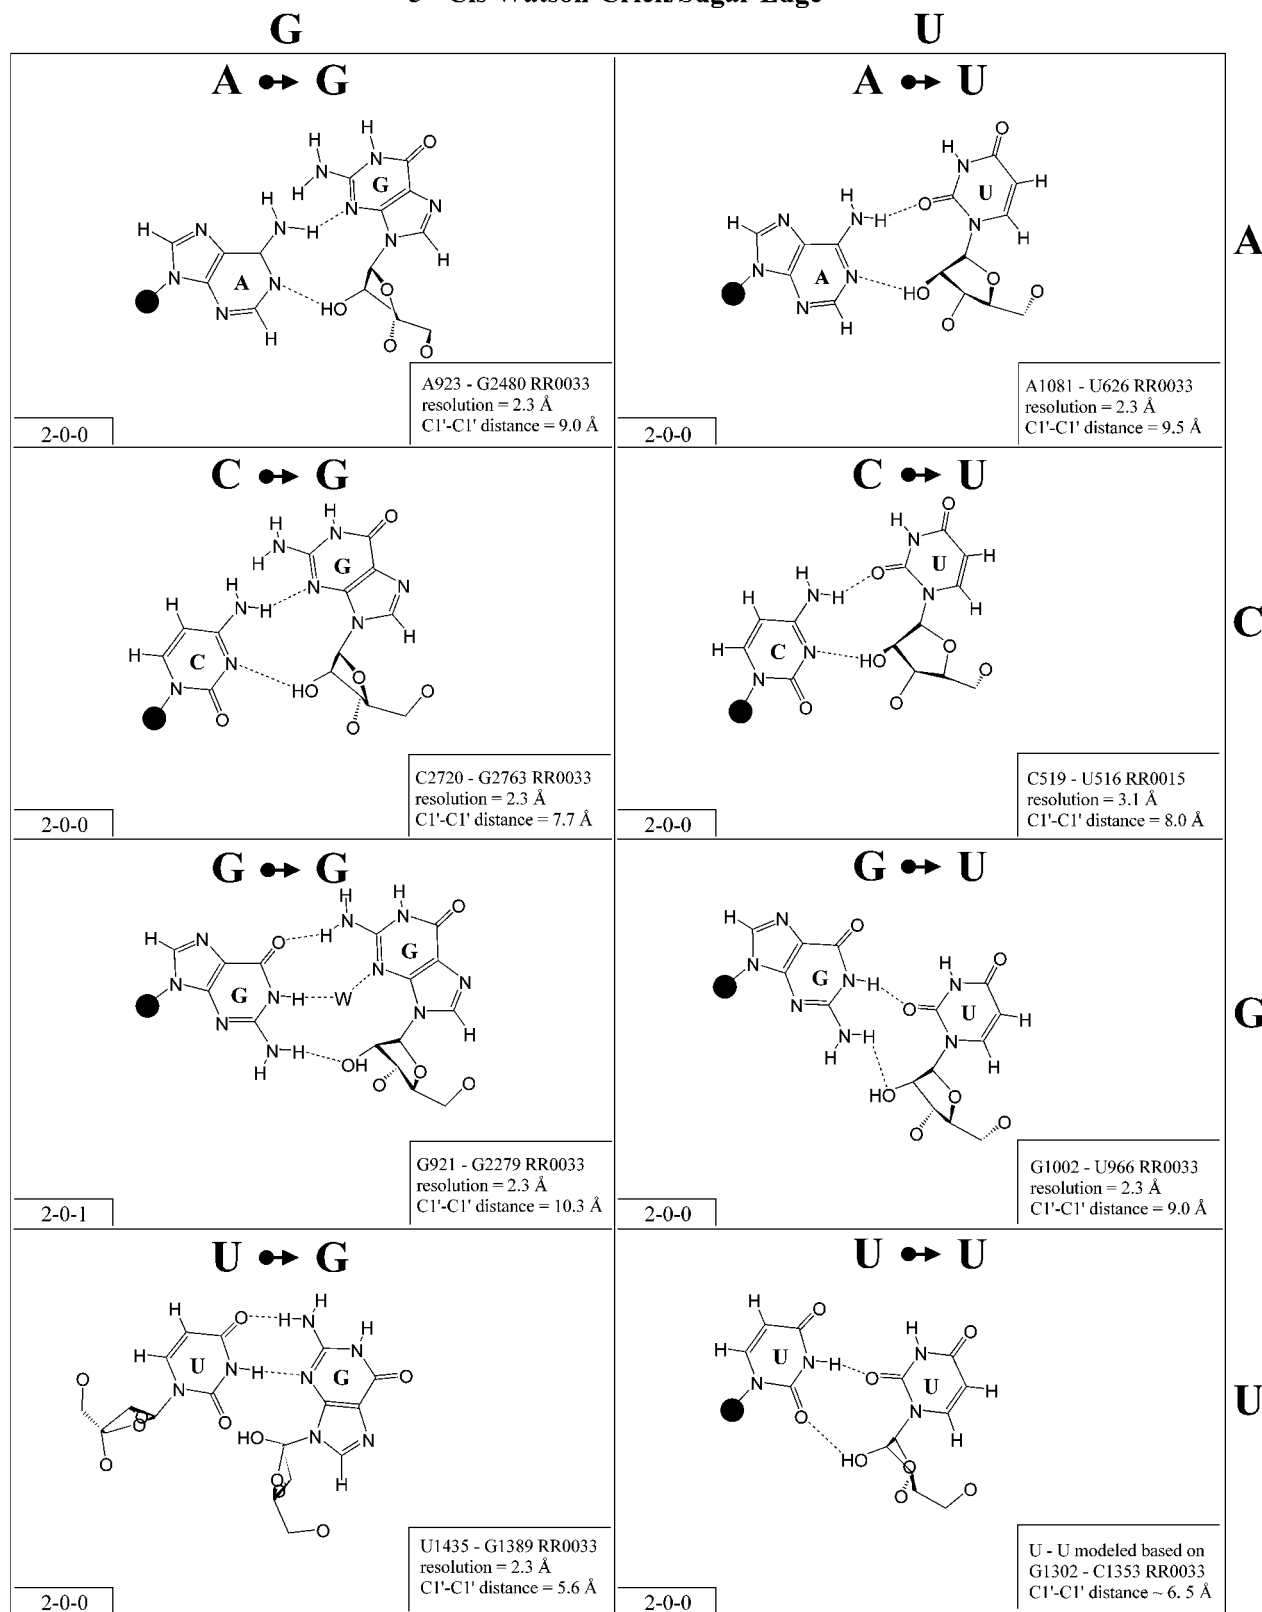 Cis Watson-Crick/Sugar Edge
G
U
A G
A923 - G2480 RR0033
resolution = 2.3 Å
C1'-C1' distance = 9.0 Å
2-0-0
A U
A1081 - U626 RR0033
resolution = 2.3 Å
C1'-C1' distance = 9.5 Å
2-0-0
A
C G
C2720 - G2763 RR0033
resolution = 2.3 Å
C1'-C1' distance = 7.7 Å
2-0-0
C U
C519 - U516 RR0015
resolution = 3.1 Å
C1'-C1' distance = 8.0 Å
2-0-0
C
G G
G921 - G2279 RR0033
resolution = 2.3 Å
C1'-C1' distance = 10.3 Å
2-0-1
G U
G1002 - U966 RR0033
resolution = 2.3 Å
C1'-C1' distance = 9.0 Å
2-0-0
G
U G
U1435 - G1389 RR0033
resolution = 2.3 Å
C1'-C1' distance = 5.6 Å
2-0-0
U U
U - U modeled based on
G1302 - C1353 RR0033
C1'-C1' distance ~ 6. 5 Å
2-0-0
U